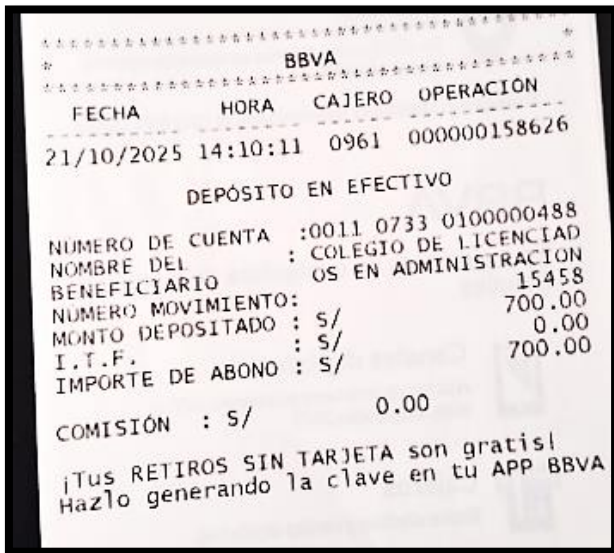 ****************************************
* BBVA *
****************************************
FECHA HORA CAJERO OPERACIÓN
----------------------------------------
21/10/2025 14:10:11 0961 000000158626
DEPÓSITO EN EFECTIVO
NÚMERO DE CUENTA :0011 0733 0100000488
NOMBRE DEL : COLEGIO DE LICENCIAD
BENEFICIARIO OS EN ADMINISTRACION
NÚMERO MOVIMIENTO: 15458
MONTO DEPOSITADO : S/ 700.00
I.T.F. : S/ 0.00
IMPORTE DE ABONO : S/ 700.00
COMISIÓN : S/ 0.00
¡Tus RETIROS SIN TARJETA son gratis!
Hazlo generando la clave en tu APP BBVA